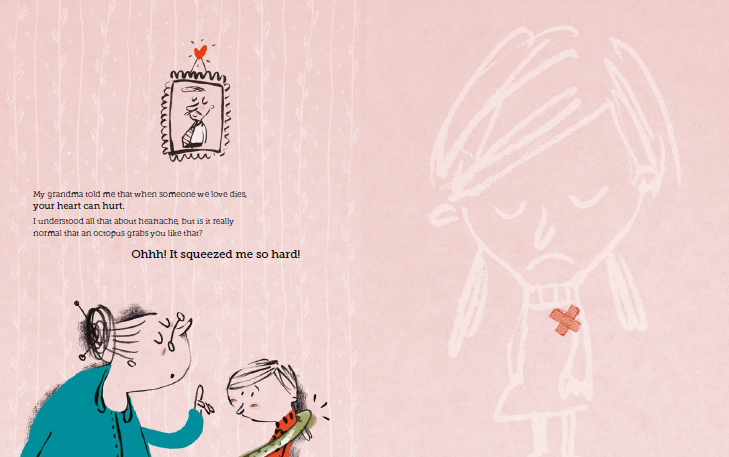 My grandma told me that when someone we love dies,
your heart can hurt.
I understood all that about heartache, but is it really
normal that an octopus grabs you like that?
Ohhh! It squeezed me so hard!